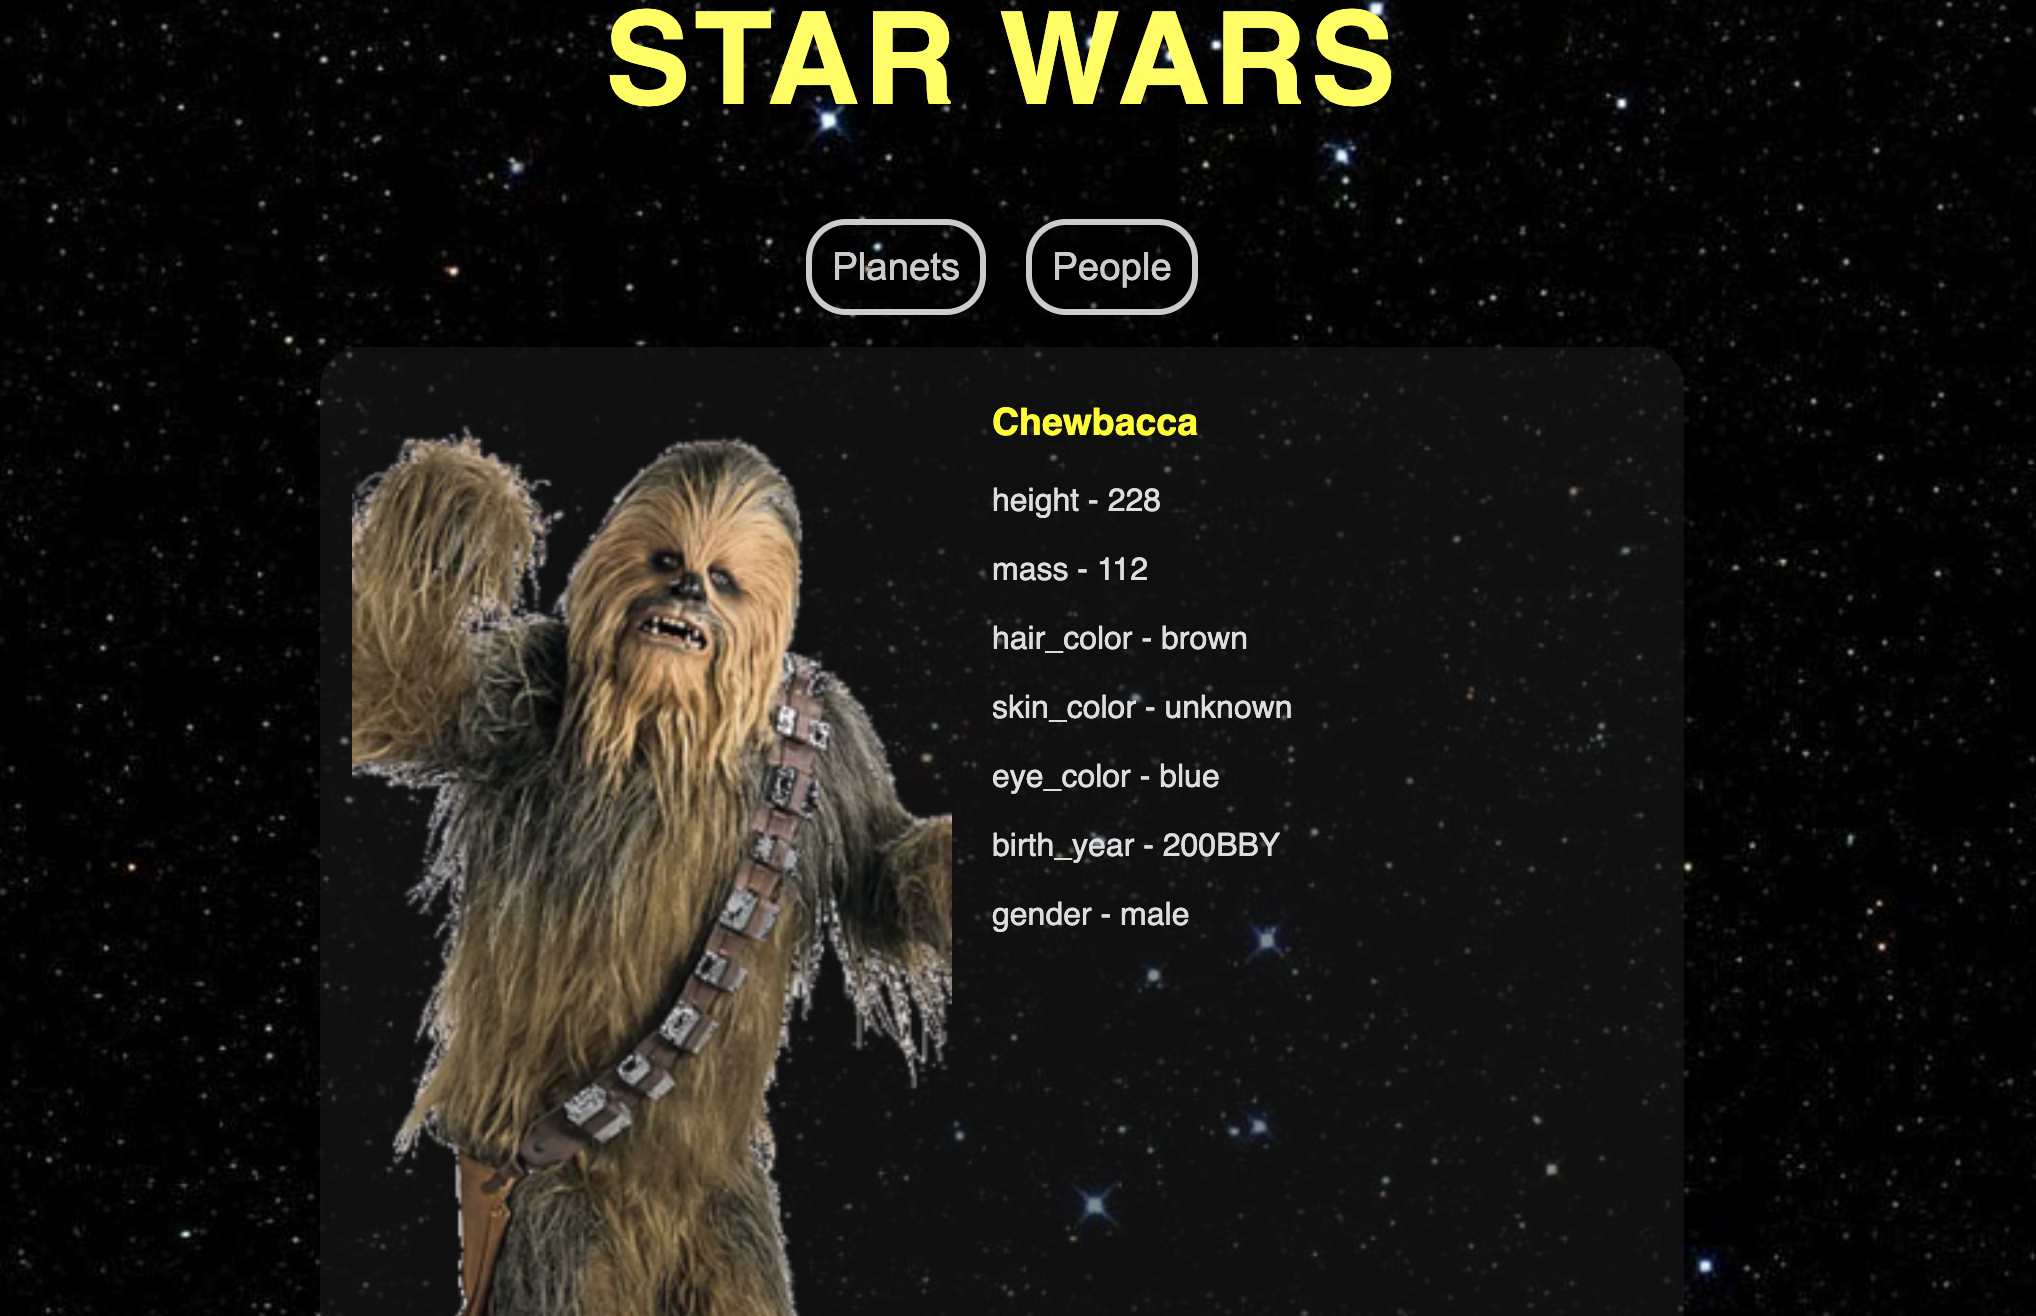 STAR WARS
Planets
People
Chewbacca
height - 228
mass - 112
hair_color - brown
skin_color - unknown
eye_color - blue
birth_year - 200BBY
gender - male